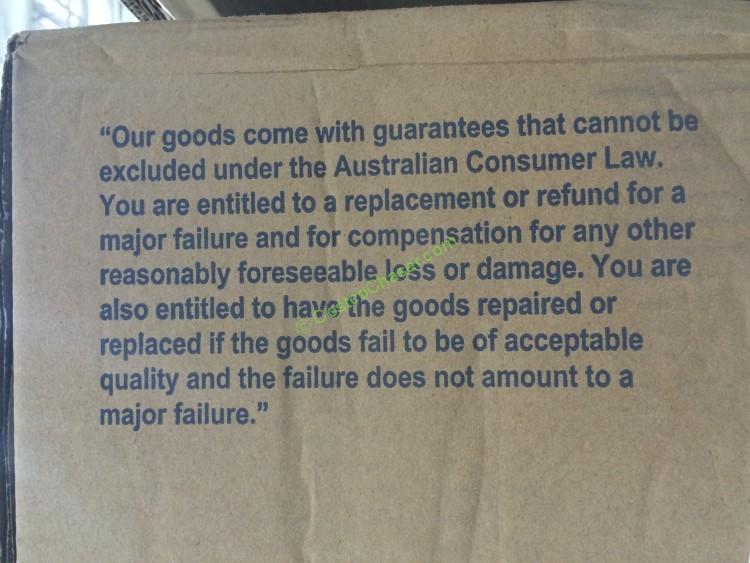 “Our goods come with guarantees that cannot be
excluded under the Australian Consumer Law.
You are entitled to a replacement or refund for a
major failure and for compensation for any other
reasonably foreseeable loss or damage. You are
also entitled to have the goods repaired or
replaced if the goods fail to be of acceptable
quality and the failure does not amount to a
major failure.”
© CostcoChaser.com